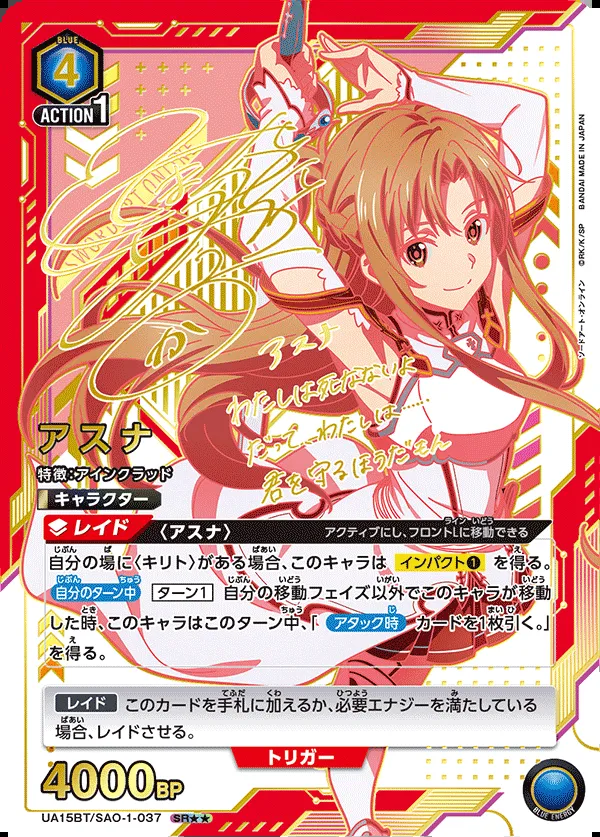 BLUE
4
ACTION1
アスナ
わたしは死なないよ
だって、わたしは……
君を守るほうだもん
アスナ
特徴:アインクラッド
キャラクター
レイド 〈アスナ〉 アクティブにし、フロントLに移動できる
自分の場に〈キリト〉がある場合、このキャラは インパクト❶ を得る。
自分のターン中 ターン1 自分の移動フェイズ以外でこのキャラが移動
した時、このキャラはこのターン中、「 アタック時 カードを1枚引く。」
を得る。
レイド このカードを手札に加えるか、必要エナジーを満たしている
場合、レイドさせる。
トリガー
4000BP
BLUE ENERGY
UA15BT/SAO-1-037 SR★★
ソードアート・オンライン ©RK/K/SP BANDAI MADE IN JAPAN